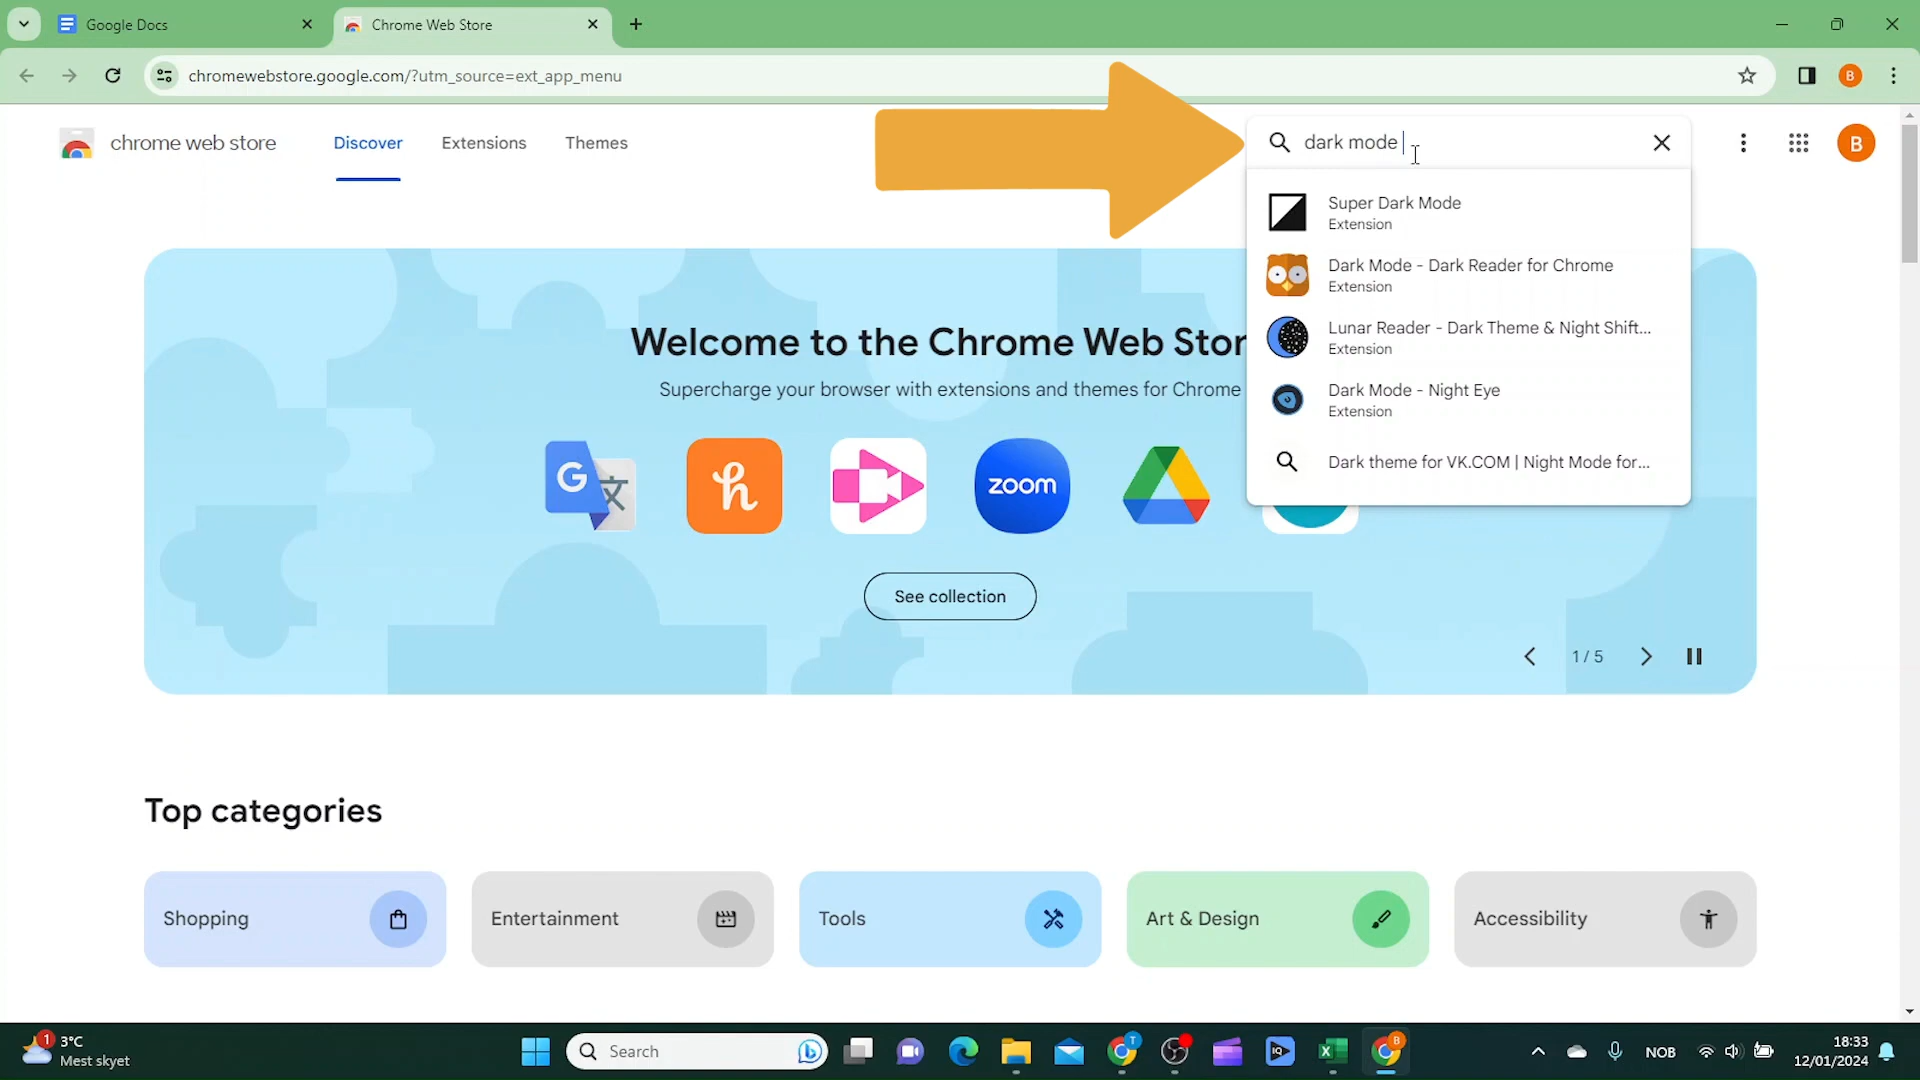 Google Docs
Chrome Web Store
chromewebstore.google.com/?utm_source=ext_app_menu
B
chrome web store
Discover
Extensions
Themes
dark mode
B
Super Dark Mode
Extension
Dark Mode - Dark Reader for Chrome
Extension
Lunar Reader - Dark Theme & Night Shift...
Extension
Dark Mode - Night Eye
Extension
Dark theme for VK.COM | Night Mode for...
Welcome to the Chrome Web Stor
Supercharge your browser with extensions and themes for Chrome
G
h
zoom
See collection
1 / 5
Top categories
Shopping
Entertainment
Tools
Art & Design
Accessibility
1
3°C
Mest skyet
Search
T
IQ
B
NOB
18:33
12/01/2024